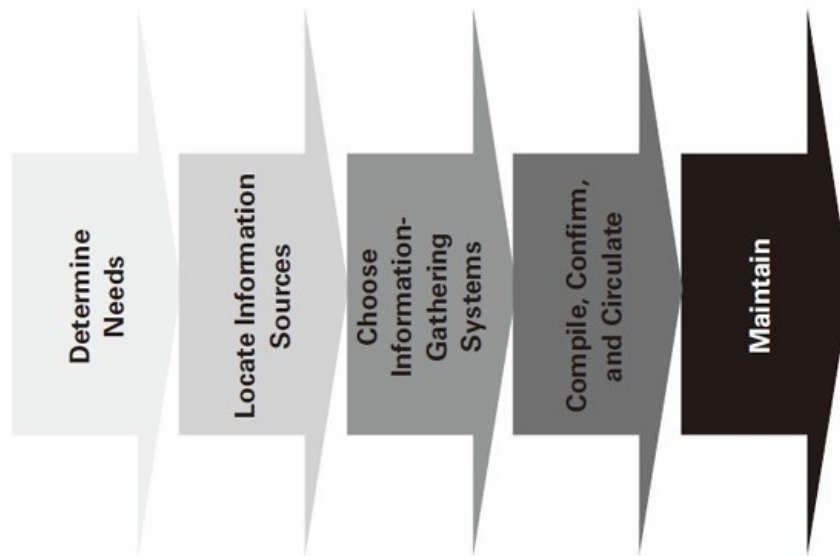 Determine
Needs
Locate Information
Sources
Choose
Information-
Gathering
Systems
Compile, Confirm,
and Circulate
Maintain